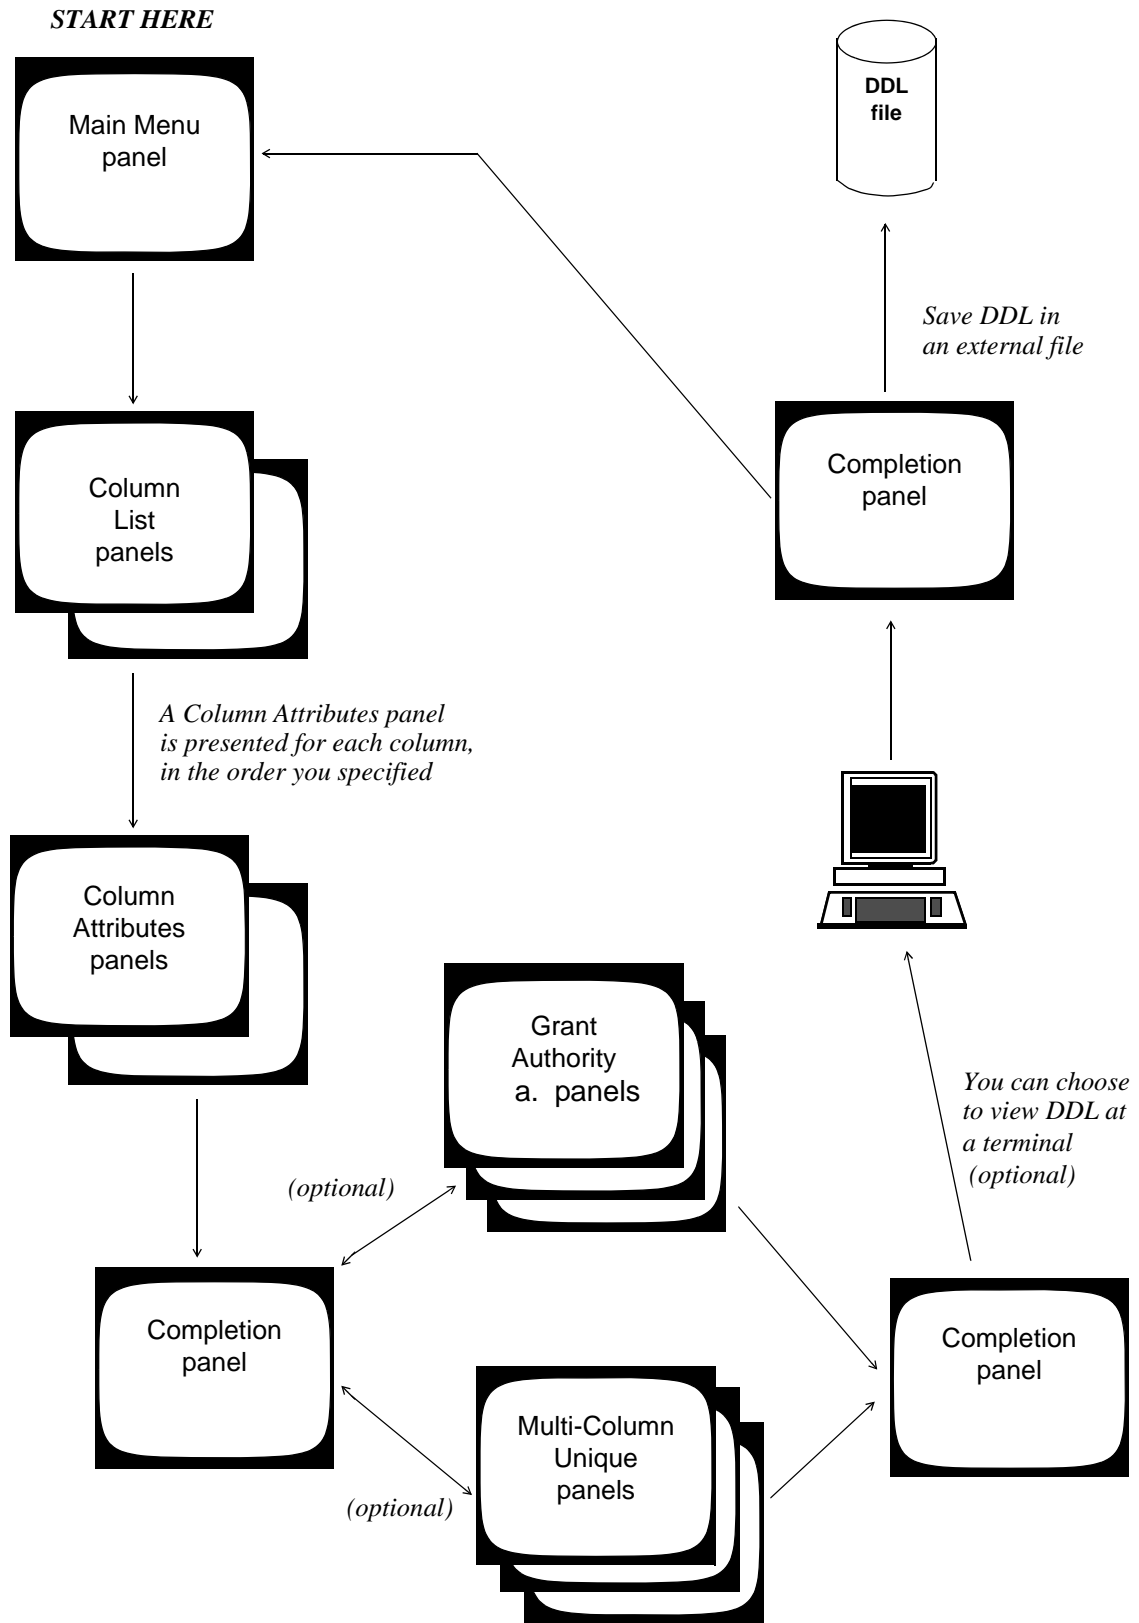 START HERE
Main Menu
panel
DDL
file
Save DDL in
an external file
Column
List
panels
Completion
panel
A Column Attributes panel
is presented for each column,
in the order you specified
Column
Attributes
panels
Grant
Authority
a. panels
You can choose
to view DDL at
a terminal
(optional)
(optional)
Completion
panel
Completion
panel
Multi-Column
Unique
panels
(optional)